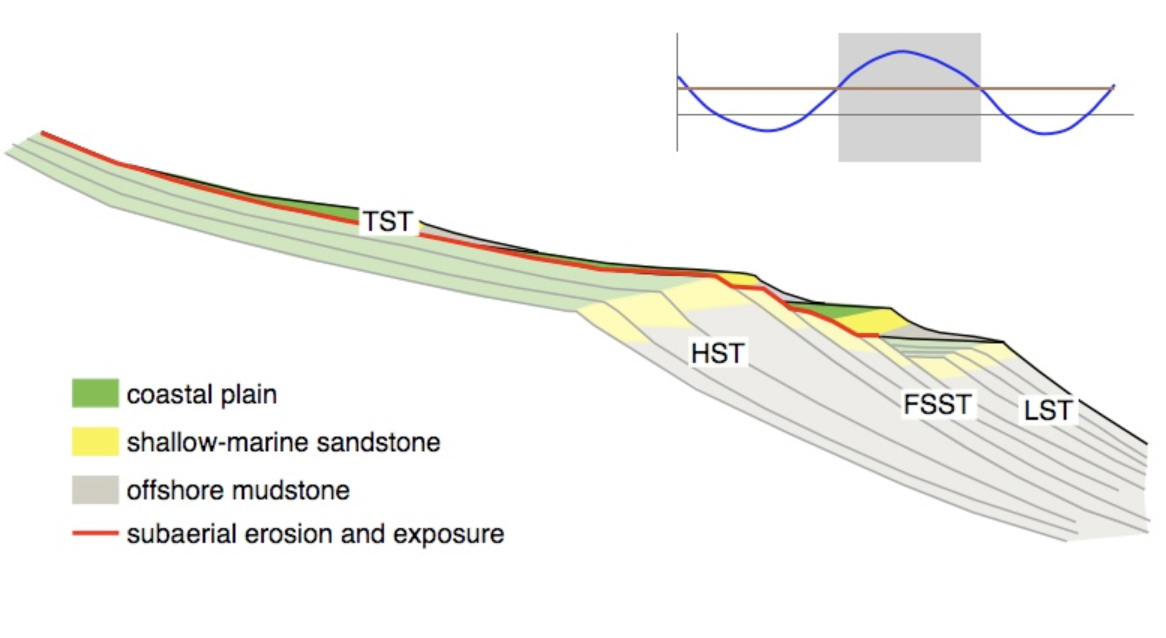 TST
HST
FSST
LST
coastal plain
shallow-marine sandstone
offshore mudstone
subaerial erosion and exposure